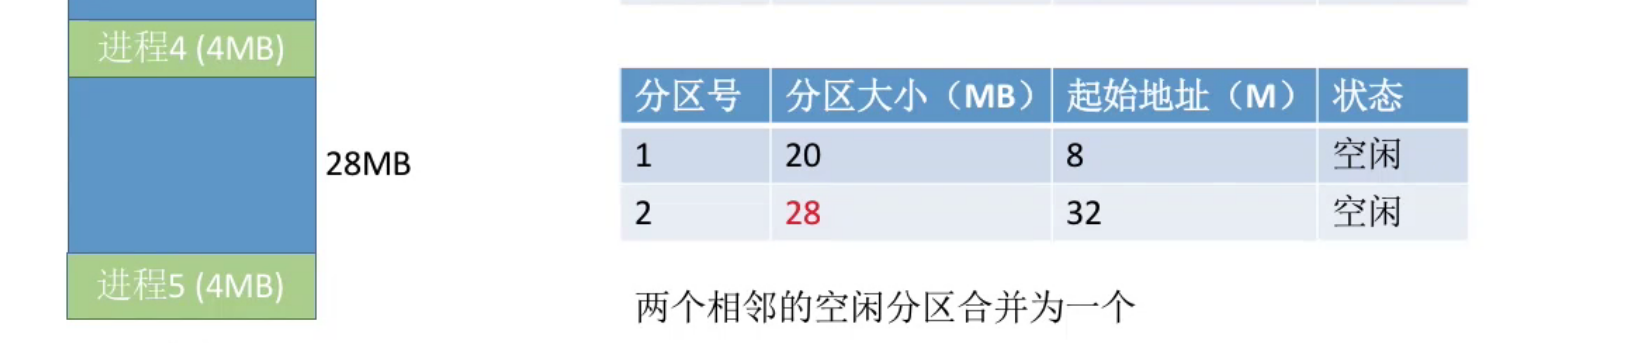 进程4 (4MB)
28MB
进程5 (4MB)
分区号 分区大小（MB） 起始地址（M） 状态
1 20 8 空闲
2 28 32 空闲
两个相邻的空闲分区合并为一个